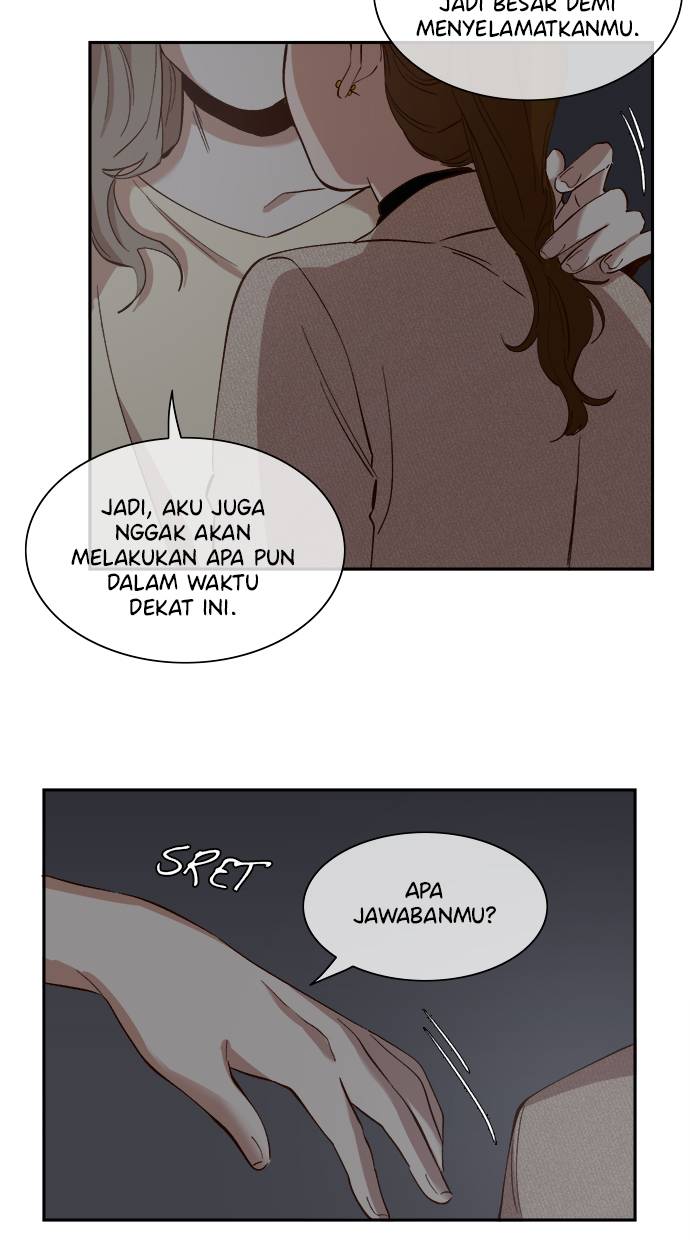 JADI BESAR DEMI
MENYELAMATKANMU.
JADI, AKU JUGA
NGGAK AKAN
MELAKUKAN APA PUN
DALAM WAKTU
DEKAT INI.
SRET
APA
JAWABANMU?